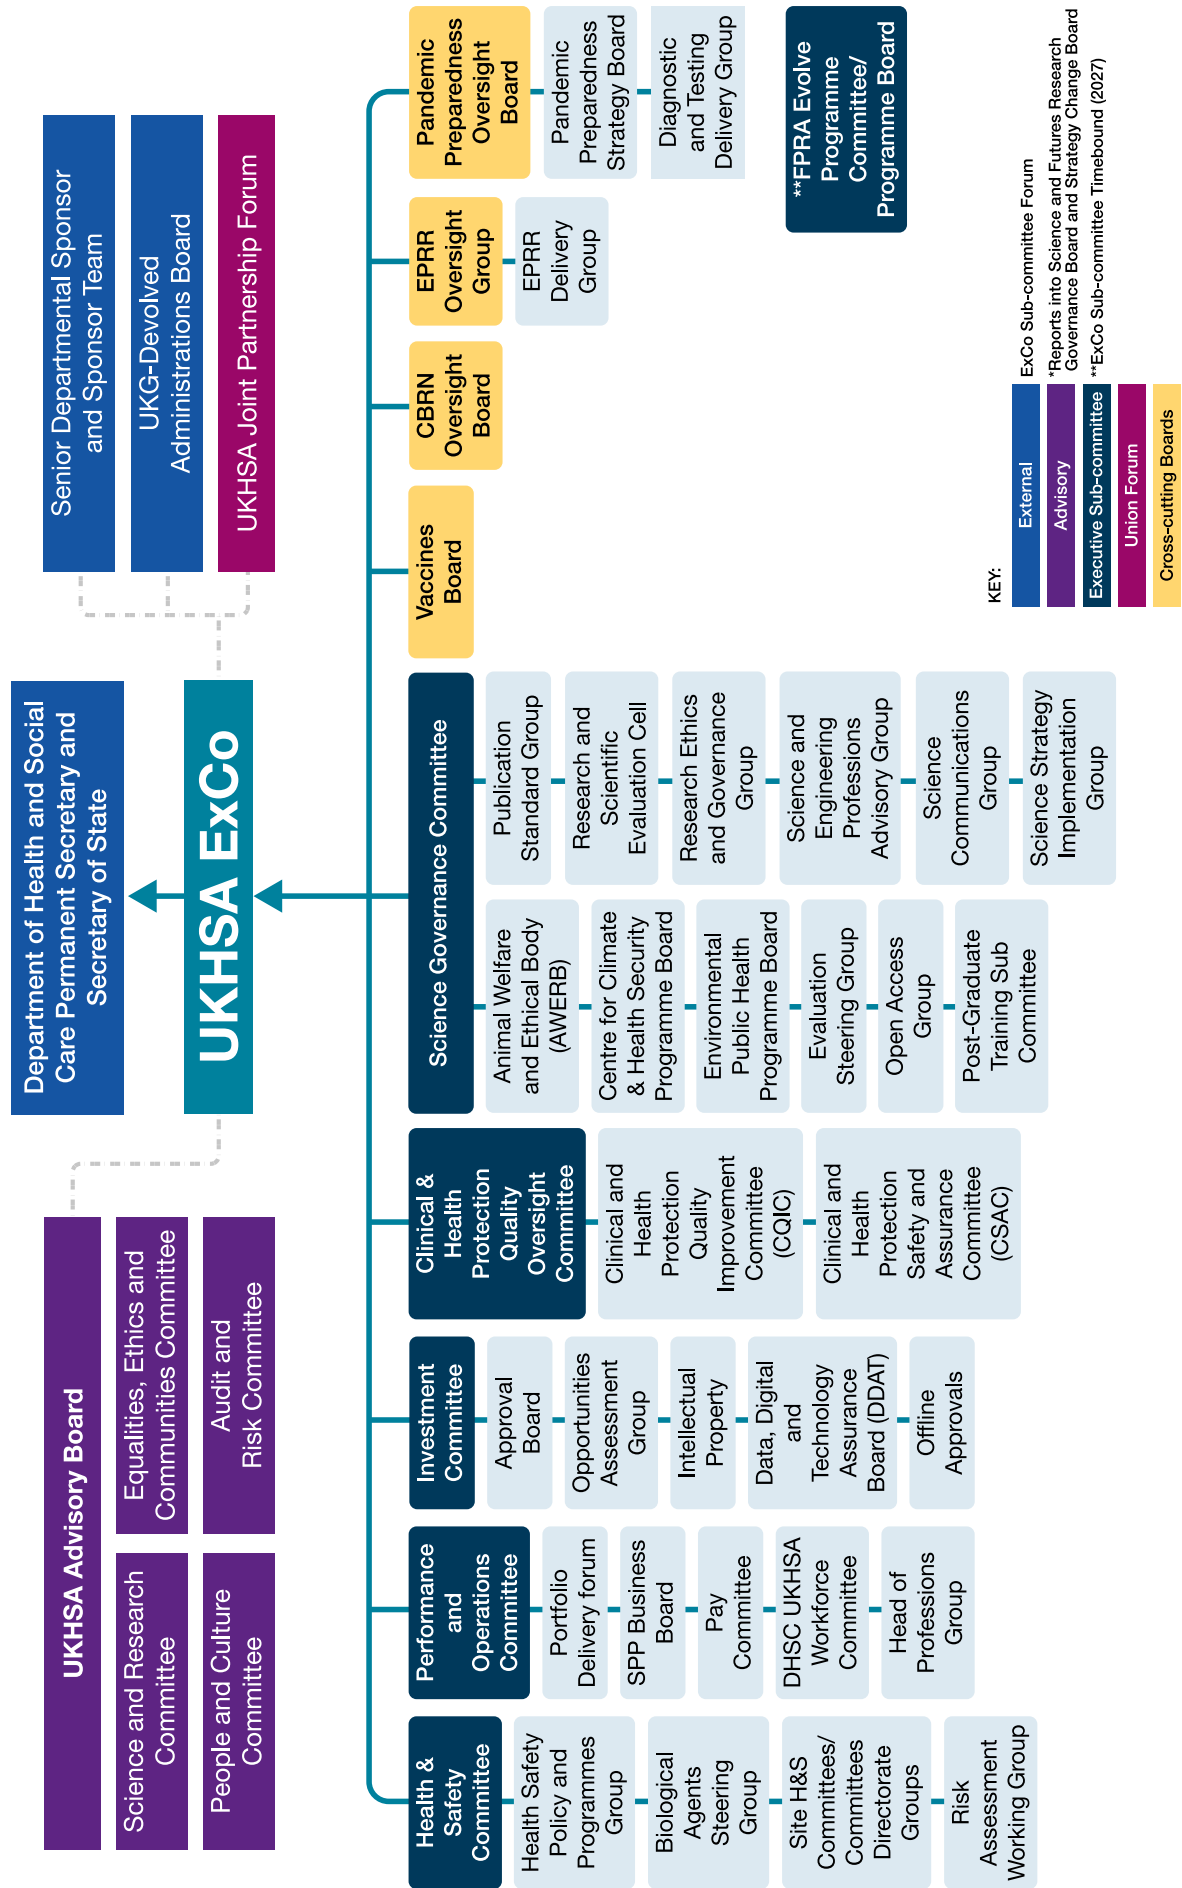 Department of Health and Social
Care Permanent Secretary and
Secretary of State
UKHSA ExCo
UKHSA Advisory Board
Science and Research
Committee
Equalities, Ethics and
Communities Committee
People and Culture
Committee
Audit and
Risk Committee
Senior Departmental Sponsor
and Sponsor Team
UKG-Devolved
Administrations Board
UKHSA Joint Partnership Forum
Health &
Safety
Committee
Health Safety
Policy and
Programmes
Group
Biological
Agents
Steering
Group
Site H&S
Committees/
Committees
Directorate
Groups
Risk
Assessment
Working Group
Performance
and
Operations
Committee
Portfolio
Delivery forum
SPP Business
Board
Pay
Committee
DHSC UKHSA
Workforce
Committee
Head of
Professions
Group
Investment
Committee
Approval
Board
Opportunities
Assessment
Group
Intellectual
Property
Data, Digital
and
Technology
Assurance
Board (DDAT)
Offline
Approvals
Clinical &
Health
Protection
Quality
Oversight
Committee
Clinical and
Health
Protection
Quality
Improvement
Committee
(CQIC)
Clinical and
Health
Protection
Safety and
Assurance
Committee
(CSAC)
Science Governance Committee
Animal Welfare
and Ethical Body
(AWERB)
Centre for Climate
& Health Security
Programme Board
Environmental
Public Health
Programme Board
Evaluation
Steering Group
Open Access
Group
Post-Graduate
Training Sub
Committee
Publication
Standard Group
Research and
Scientific
Evaluation Cell
Research Ethics
and Governance
Group
Science and
Engineering
Professions
Advisory Group
Science
Communications
Group
Science Strategy
Implementation
Group
Vaccines
Board
CBRN
Oversight
Board
EPRR
Oversight
Group
EPRR
Delivery
Group
Pandemic
Preparedness
Oversight
Board
Pandemic
Preparedness
Strategy Board
Diagnostic
and Testing
Delivery Group
**FPRA Evolve
Programme
Committee/
Programme Board
KEY:
External
Advisory
Executive Sub-committee
Union Forum
Cross-cutting Boards
ExCo Sub-committee Forum
*Reports into Science and Futures Research
Governance Board and Strategy Change Board
**ExCo Sub-committee Timebound (2027)